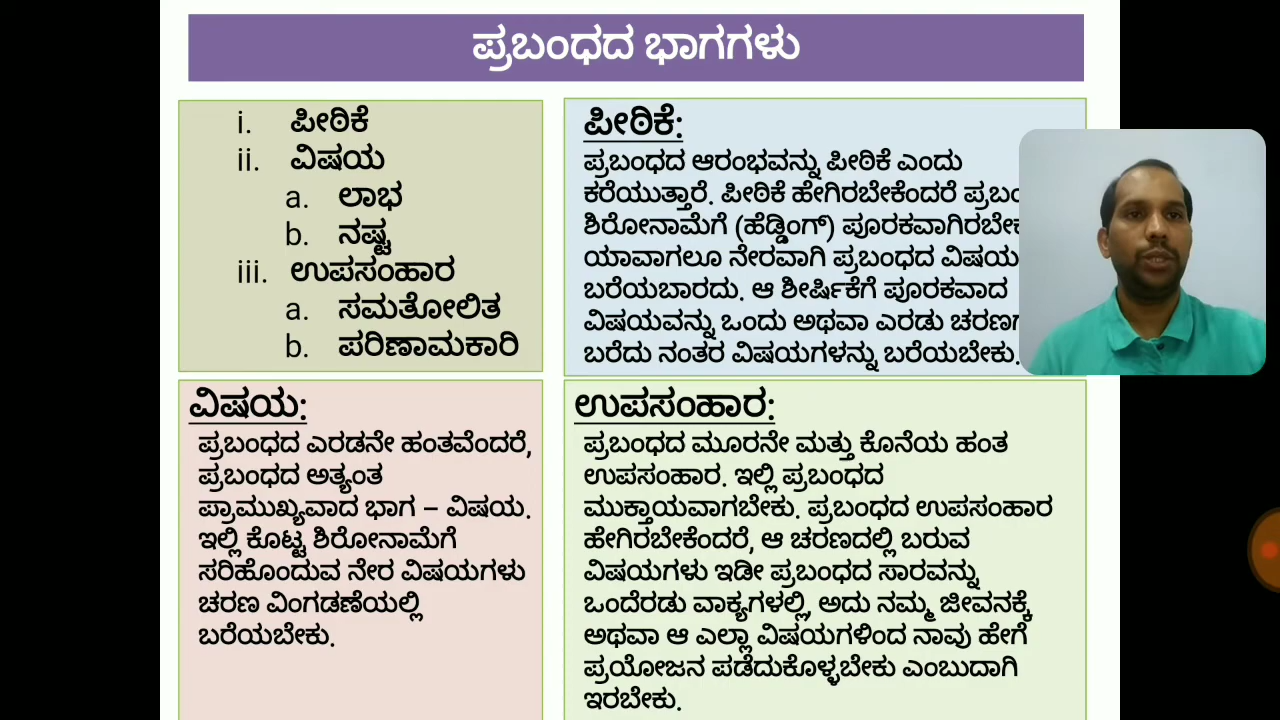 ಪ್ರಬಂಧದ ಭಾಗಗಳು
i. ಪೀಠಿಕೆ
ii. ವಿಷಯ
a. ಲಾಭ
b. ನಷ್ಟ
iii. ಉಪಸಂಹಾರ
a. ಸಮತೋಲಿತ
b. ಪರಿಣಾಮಕಾರಿ
ಪೀಠಿಕೆ:
ಪ್ರಬಂಧದ ಆರಂಭವನ್ನು ಪೀಠಿಕೆ ಎಂದು
ಕರೆಯುತ್ತಾರೆ. ಪೀಠಿಕೆ ಹೇಗಿರಬೇಕೆಂದರೆ
ಶಿರೋನಾಮೆಗೆ (ಹೆಡ್ಡಿಂಗ್) 
ಯಾವಾಗಲೂ ನೇರವಾಗಿ ಪ್ರಬಂಧದ ವಿಷಯ
ಬರೆಯಬಾರದು. ಆ ಶೀರ್ಷಿಕೆಗೆ ಪೂರಕವಾದ
ವಿಷಯವನ್ನು ಒಂದು ಅಥವಾ ಎರಡು
ಬರೆದು ನಂತರ ವಿಷಯಗಳನ್ನು ಬರೆಯಬೇಕು.
ವಿಷಯ:
ಪ್ರಬಂಧದ ಎರಡನೇ ಹಂತವೆಂದರೆ,
ಪ್ರಬಂಧದ ಅತ್ಯಂತ
ಪ್ರಾಮುಖ್ಯವಾದ ಭಾಗ – ವಿಷಯ.
ಇಲ್ಲಿ ಕೊಟ್ಟ ಶಿರೋನಾಮೆಗೆ
ಸರಿಹೊಂದುವ ನೇರ ವಿಷಯಗಳು
ಚರಣ ವಿಂಗಡಣೆಯಲ್ಲಿ
ಬರೆಯಬೇಕು.
ಉಪಸಂಹಾರ:
ಪ್ರಬಂಧದ ಮೂರನೇ ಮತ್ತು ಕೊನೆಯ ಹಂತ
ಉಪಸಂಹಾರ. ಇಲ್ಲಿ ಪ್ರಬಂಧದ
ಮುಕ್ತಾಯವಾಗಬೇಕು. ಪ್ರಬಂಧದ ಉಪಸಂಹಾರ
ಹೇಗಿರಬೇಕೆಂದರೆ, ಆ ಚರಣದಲ್ಲಿ ಬರುವ
ವಿಷಯಗಳು ಇಡೀ ಪ್ರಬಂಧದ ಸಾರವನ್ನು
ಒಂದೆರಡು ವಾಕ್ಯಗಳಲ್ಲಿ, ಅದು ನಮ್ಮ ಜೀವನಕ್ಕೆ
ಅಥವಾ ಆ ಎಲ್ಲಾ ವಿಷಯಗಳಿಂದ ನಾವು ಹೇಗೆ
ಪ್ರಯೋಜನ ಪಡೆದುಕೊಳ್ಳಬೇಕು ಎಂಬುದಾಗಿ
ಇರಬೇಕು.